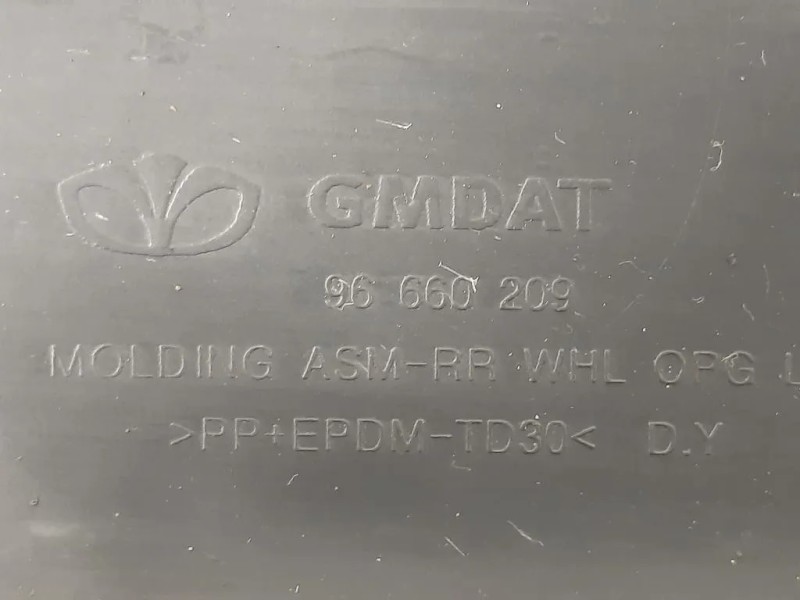 GMDAT
96 660 209
MOLDING ASM-RR WHL OPG L
>PP+EPDM-TD30< D.Y